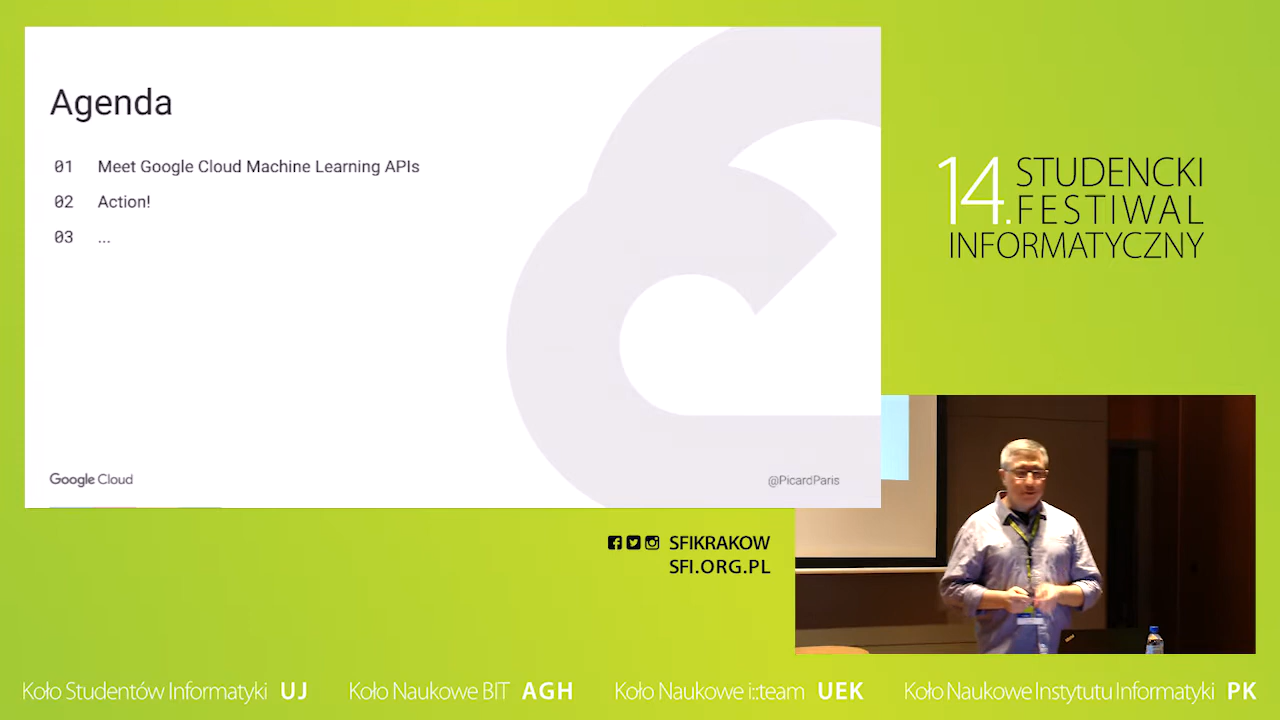 Agenda
01 Meet Google Cloud Machine Learning APIs
02 Action!
03 ...
Google Cloud
@PicardParis
14. STUDENCKI
FESTIWAL
INFORMATYCZNY
SFIKRAKOW
SFI.ORG.PL
Koło Studentów Informatyki UJ
Koło Naukowe BIT AGH
Koło Naukowe i::team UEK
Koło Naukowe Instytutu Informatyki PK